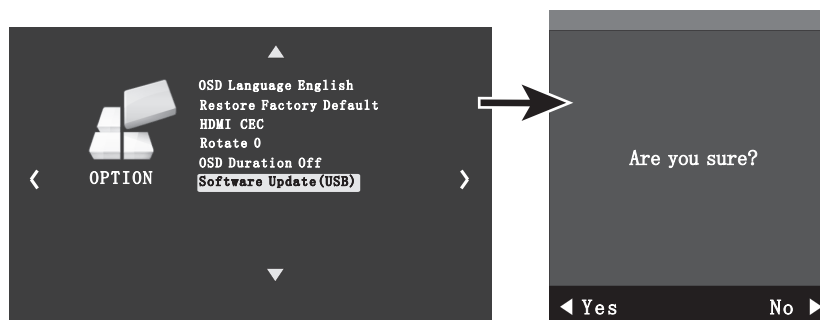 OSD Language English
Restore Factory Default
HDMI CEC
Rotate 0
OSD Duration Off
OPTION
Software Update(USB)
Are you sure?
Yes No